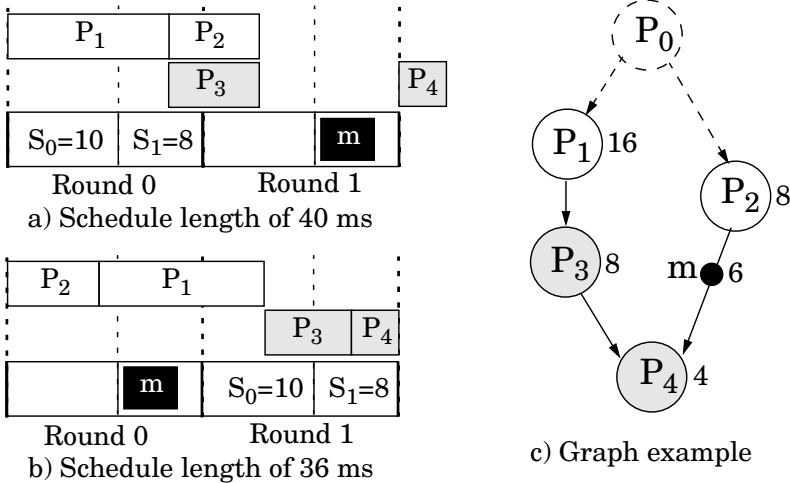 P1 P2
P3 P4
S0=10 S1=8 m
Round 0 Round 1
a) Schedule length of 40 ms
P2 P1
P3 P4
m S0=10 S1=8
Round 0 Round 1
b) Schedule length of 36 ms
P0
P1 16
P2 8
P3 8
m 6
P4 4
c) Graph example